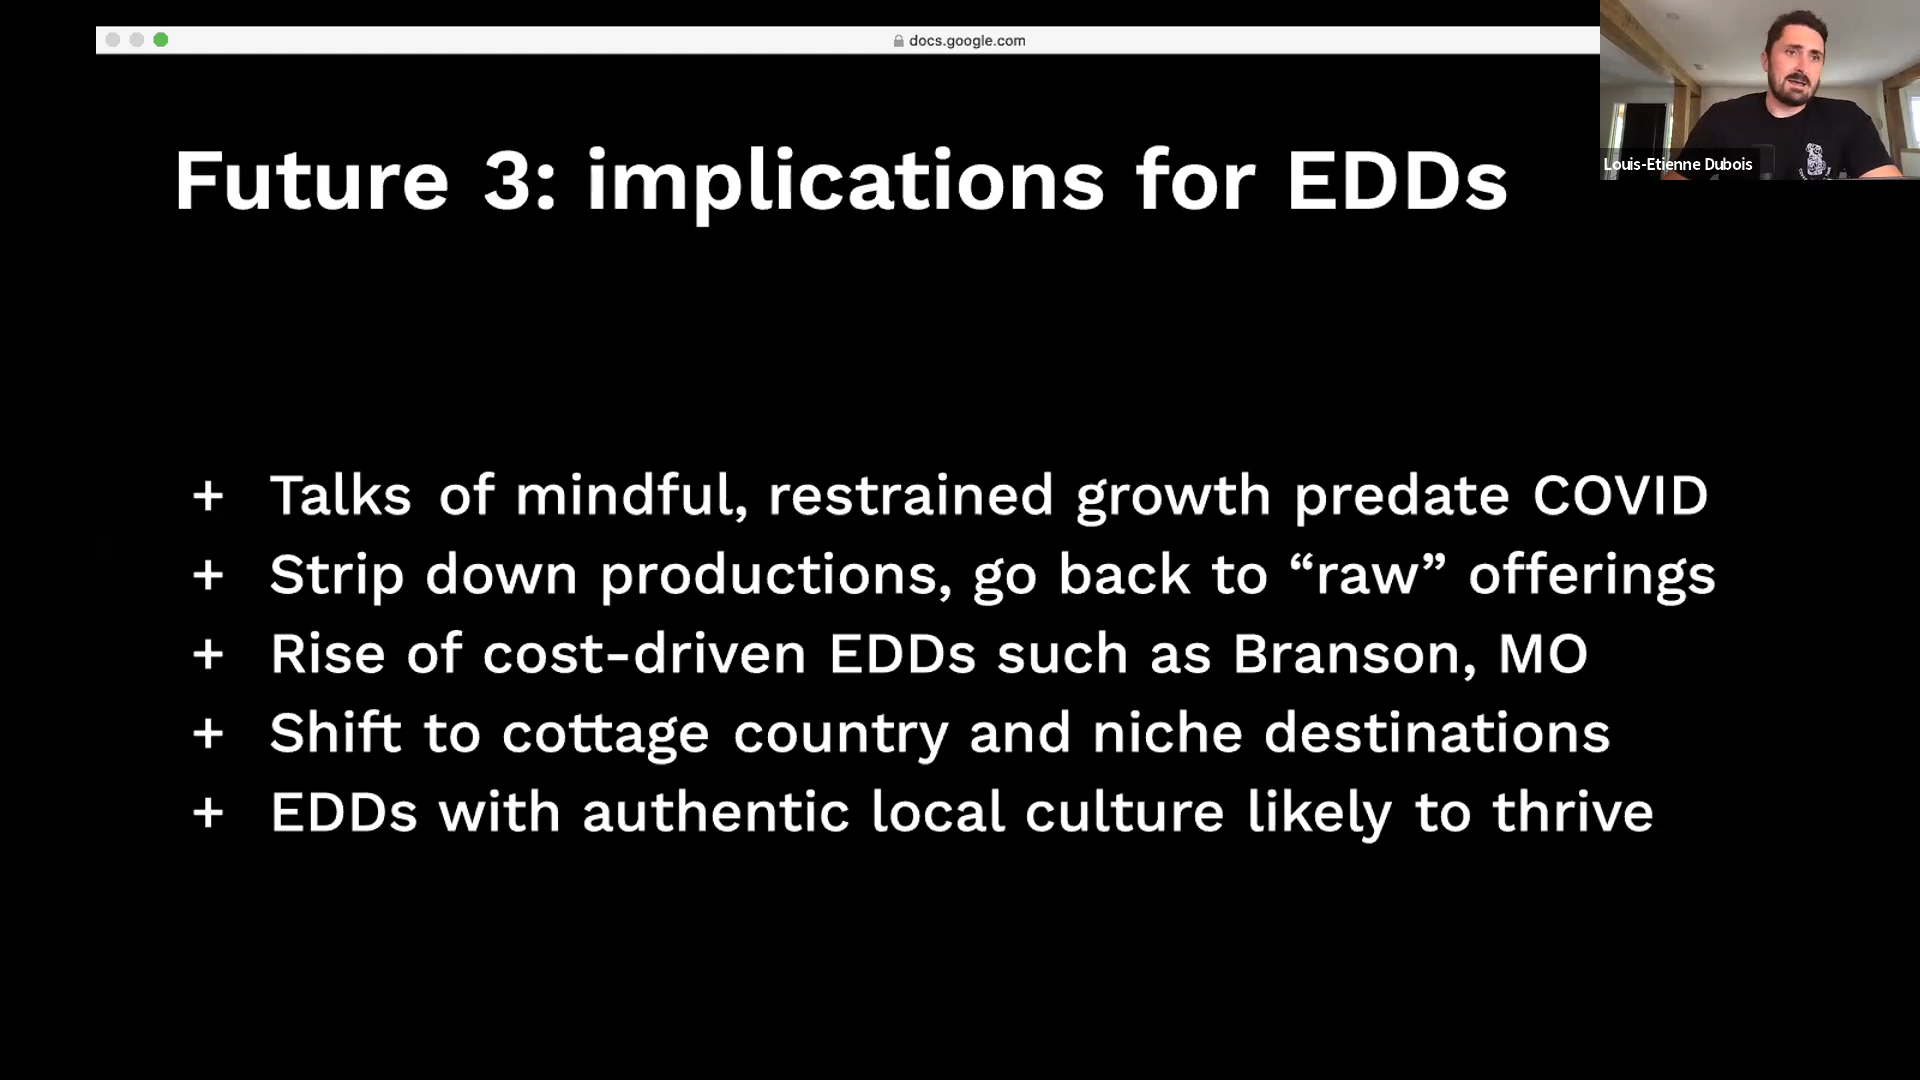 docs.google.com
Louis-Etienne Dubois
Future 3: implications for EDDs
+ Talks of mindful, restrained growth predate COVID
+ Strip down productions, go back to “raw” offerings
+ Rise of cost-driven EDDs such as Branson, MO
+ Shift to cottage country and niche destinations
+ EDDs with authentic local culture likely to thrive